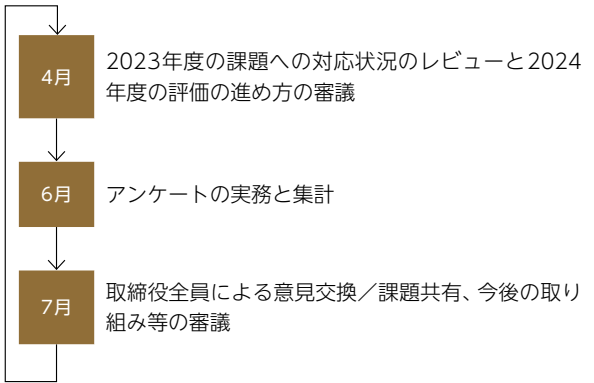 4月
2023年度の課題への対応状況のレビューと2024
年度の評価の進め方の審議
6月
アンケートの実務と集計
7月
取締役全員による意見交換／課題共有、今後の取り
組み等の審議